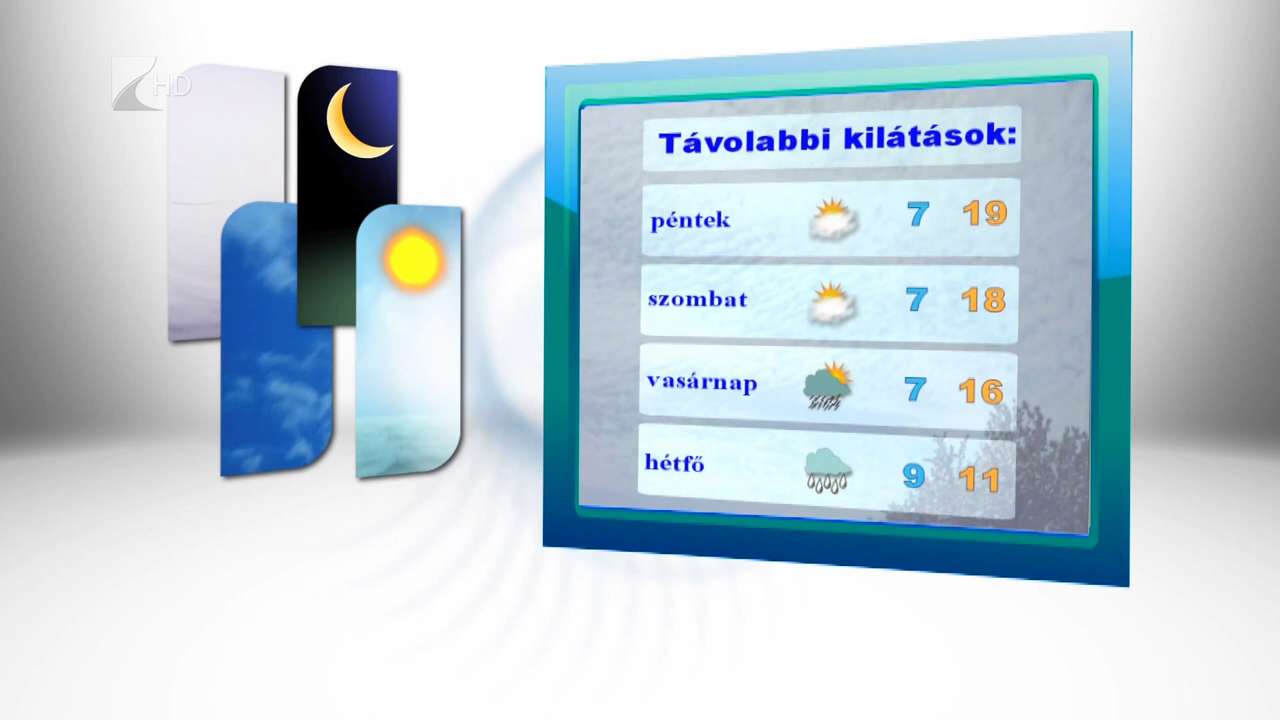 HD
Távolabbi kilátások:
péntek 7 19
szombat 7 18
vasárnap 7 16
hétfő 9 11